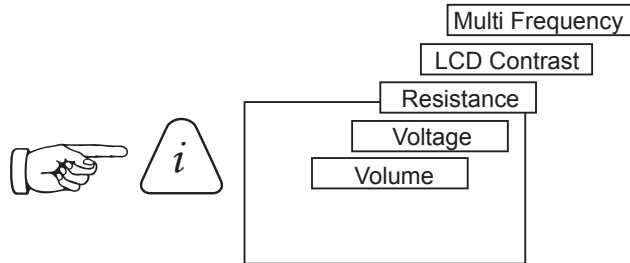 Multi Frequency
LCD Contrast
Resistance
Voltage
i
Volume